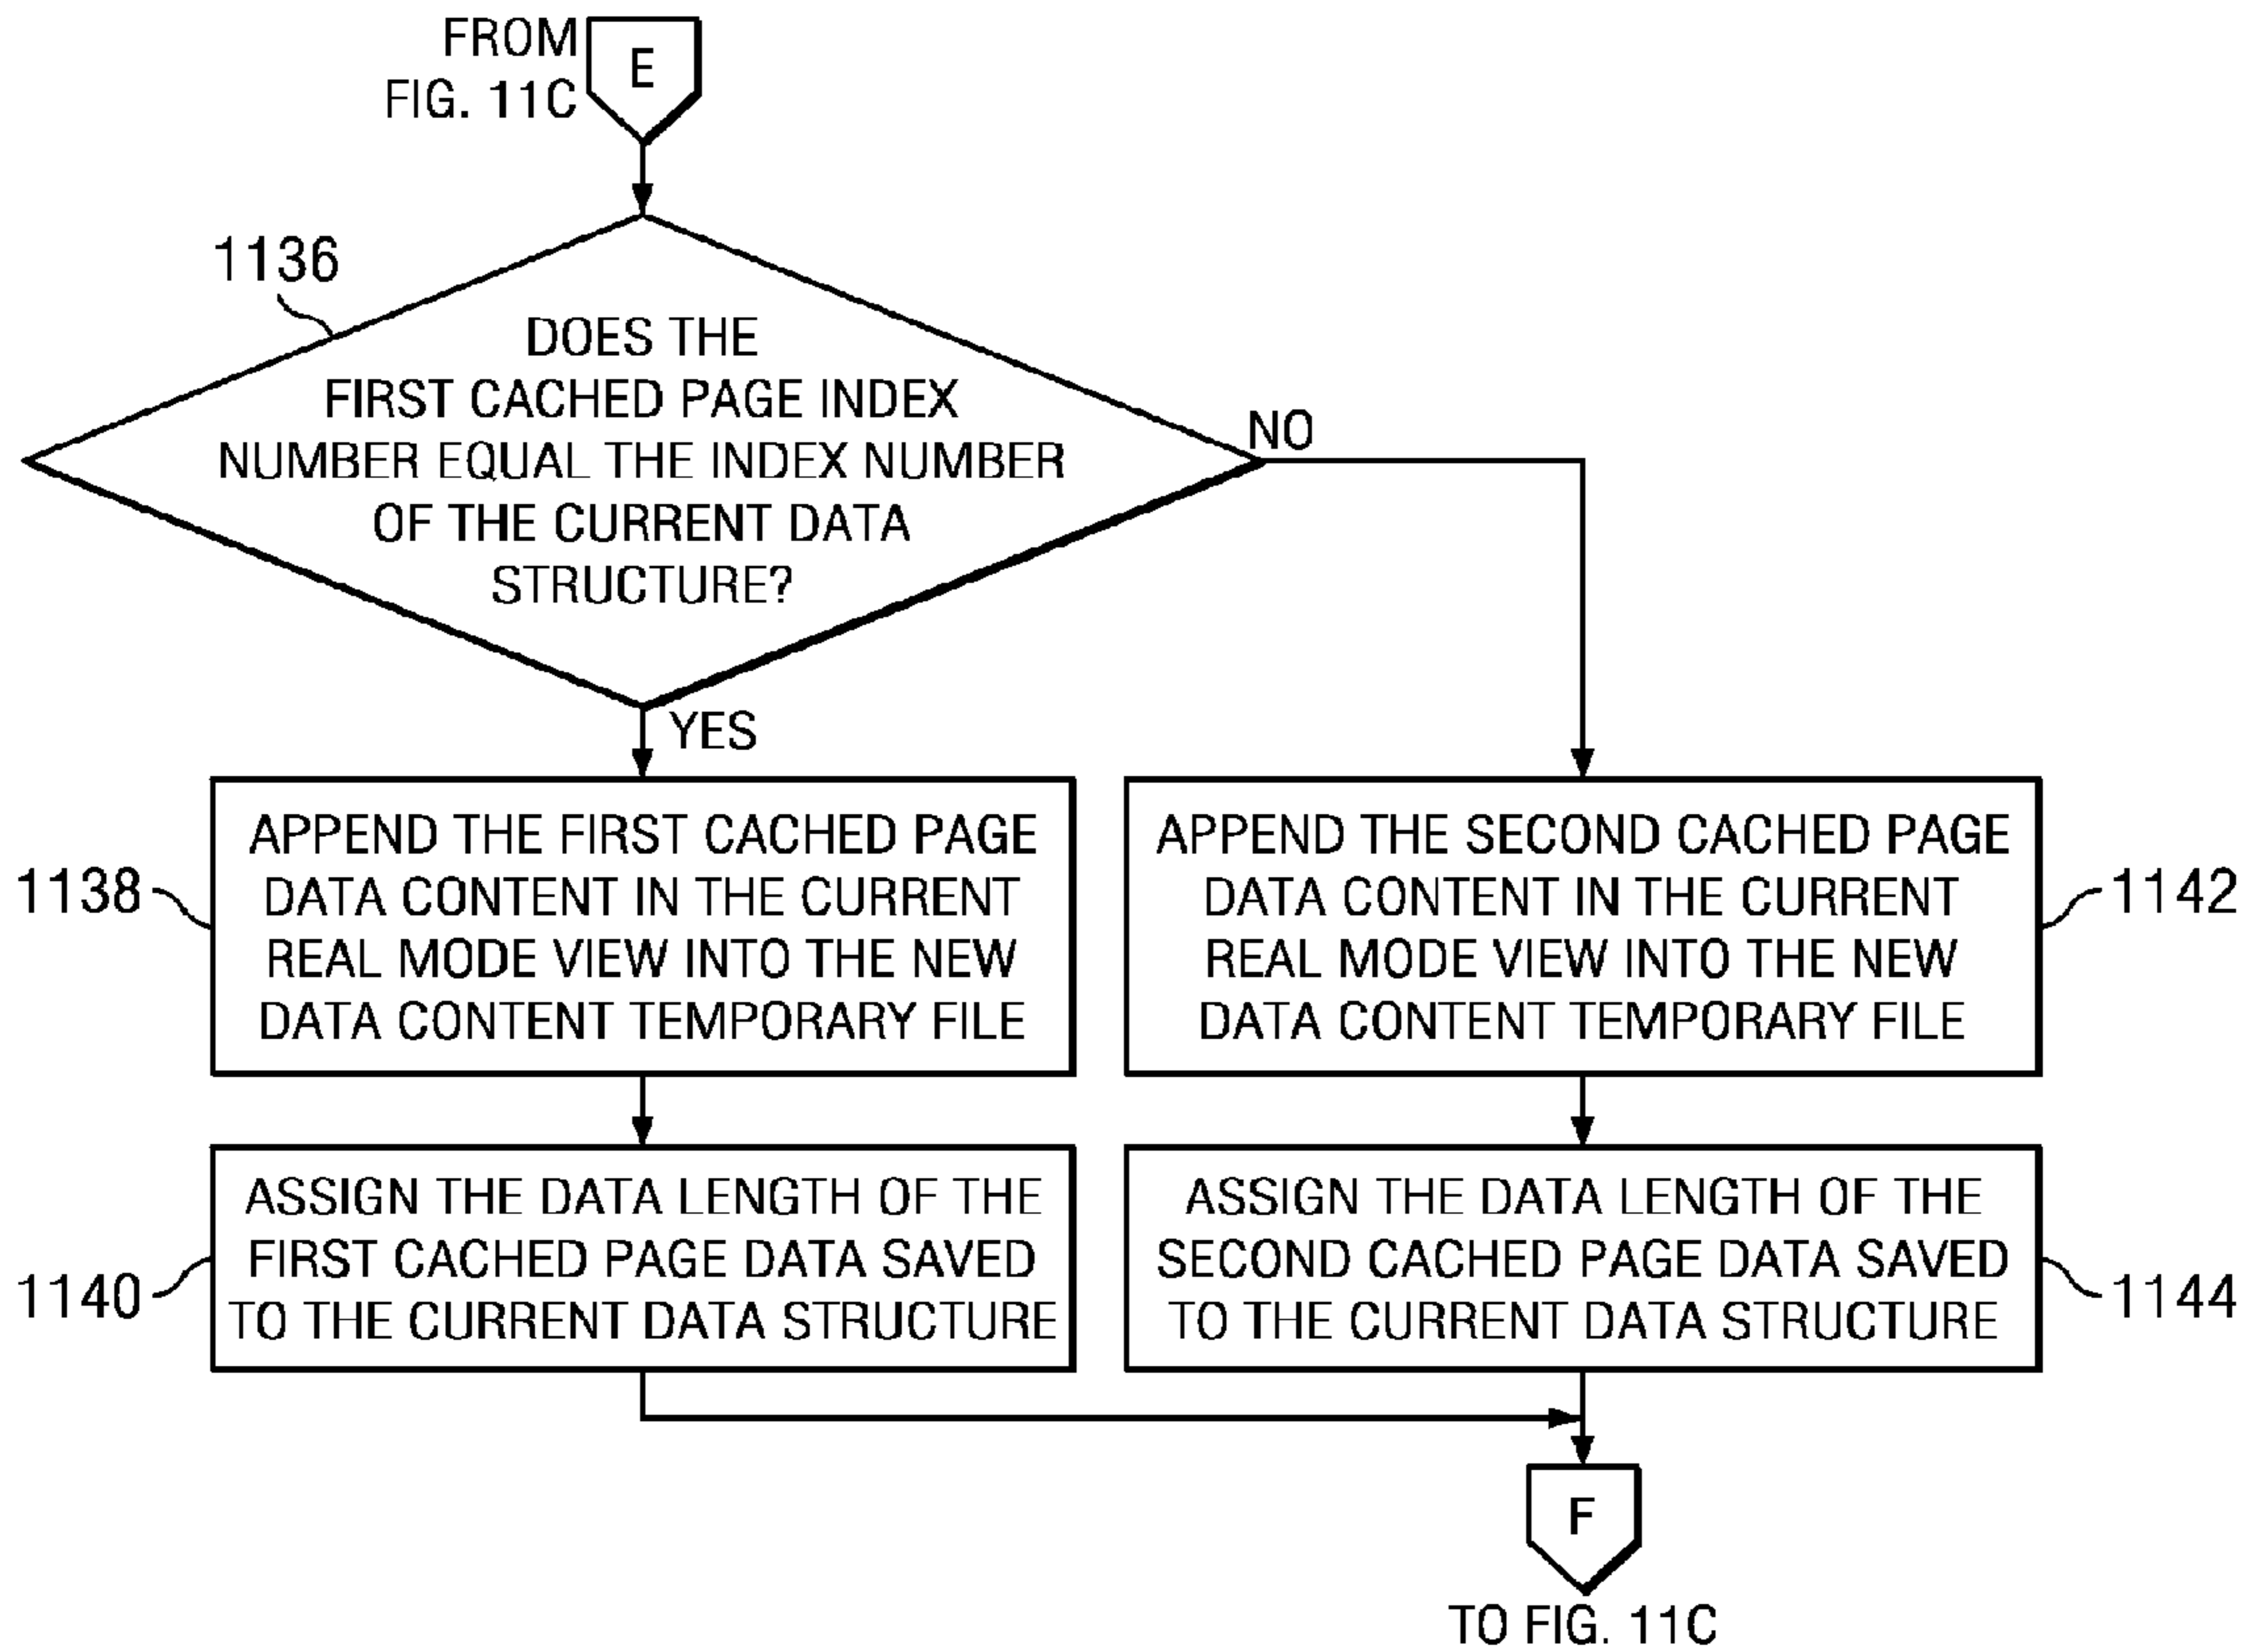 FROM
FIG. 11C
E
1136
DOES THE
FIRST CACHED PAGE INDEX
NUMBER EQUAL THE INDEX NUMBER
OF THE CURRENT DATA
STRUCTURE?
NO
YES
1138
APPEND THE FIRST CACHED PAGE
DATA CONTENT IN THE CURRENT
REAL MODE VIEW INTO THE NEW
DATA CONTENT TEMPORARY FILE
APPEND THE SECOND CACHED PAGE
DATA CONTENT IN THE CURRENT
REAL MODE VIEW INTO THE NEW
DATA CONTENT TEMPORARY FILE
1142
1140
ASSIGN THE DATA LENGTH OF THE
FIRST CACHED PAGE DATA SAVED
TO THE CURRENT DATA STRUCTURE
ASSIGN THE DATA LENGTH OF THE
SECOND CACHED PAGE DATA SAVED
TO THE CURRENT DATA STRUCTURE
1144
F
TO FIG. 11C